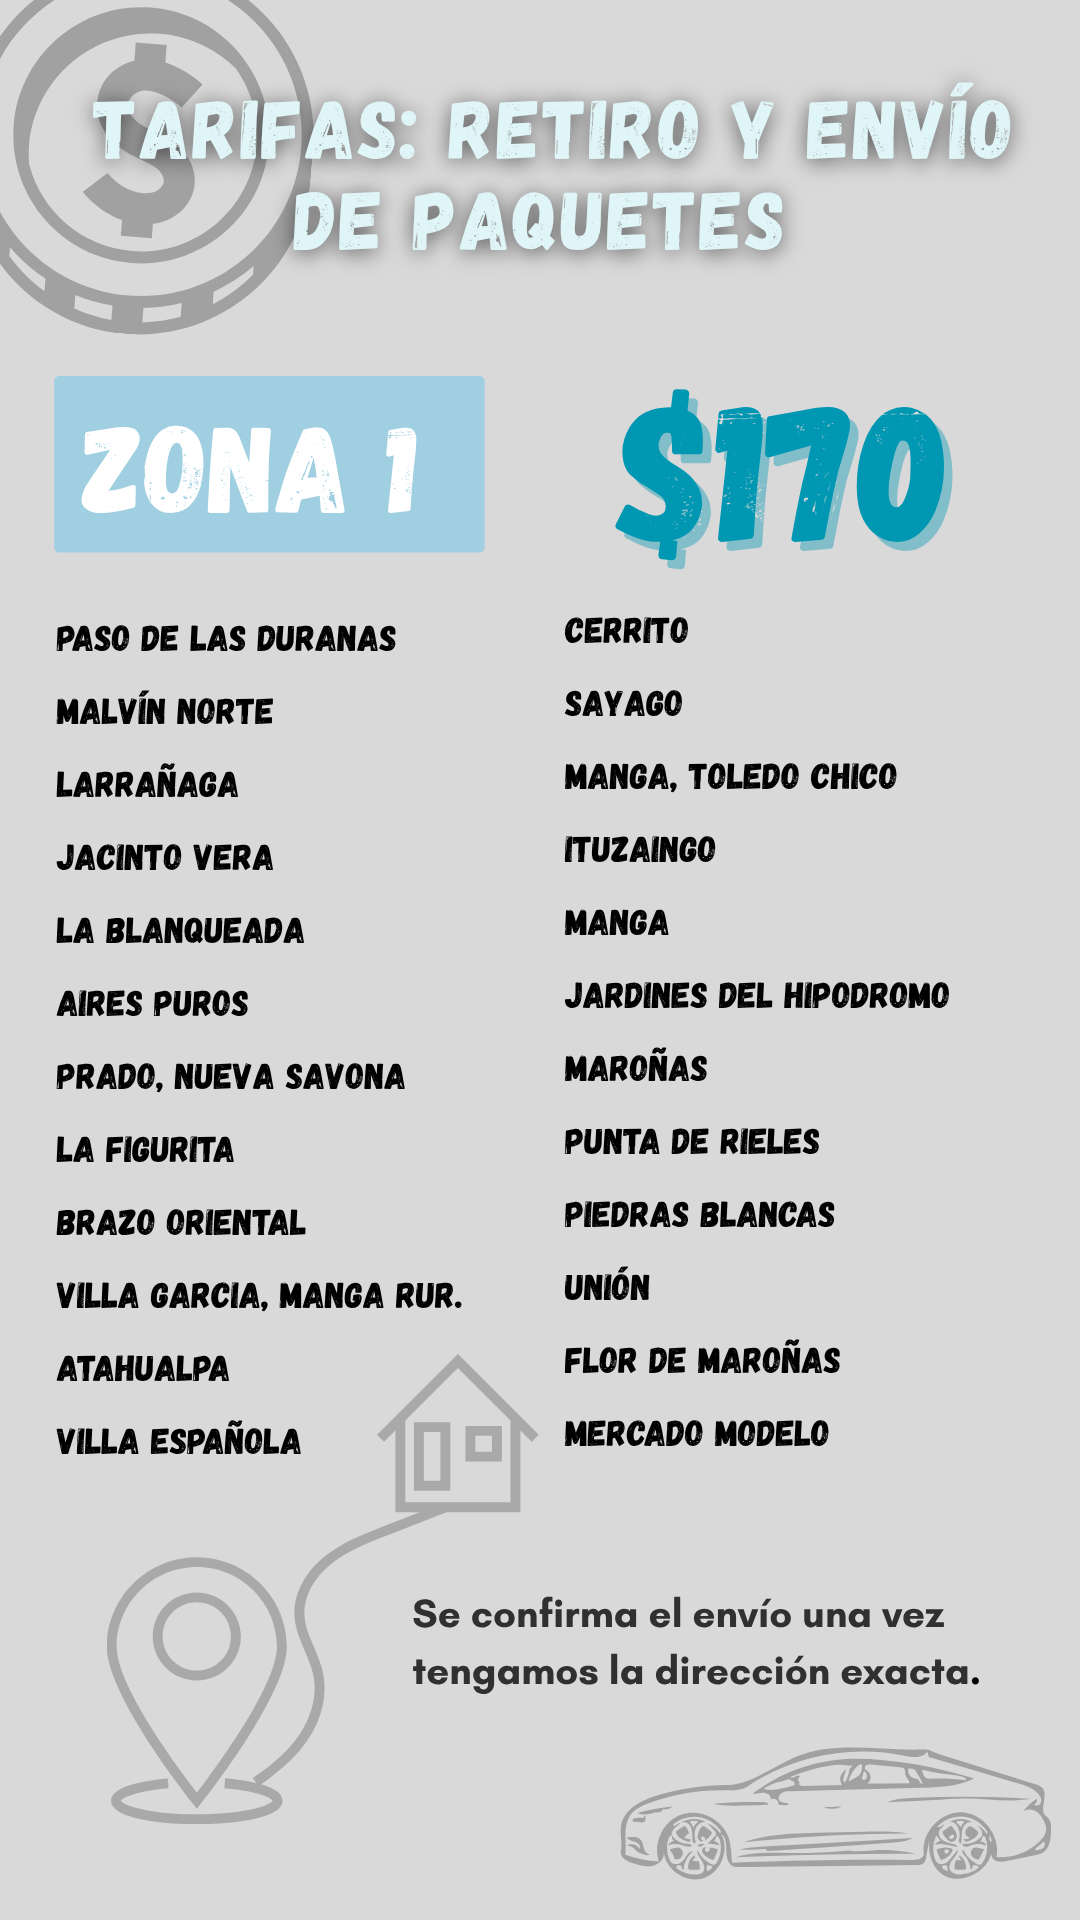 TARIFAS: RETIRO Y ENVÍO
DE PAQUETES
ZONA 1
$170
PASO DE LAS DURANAS
MALVÍN NORTE
LARRAÑAGA
JACINTO VERA
LA BLANQUEADA
AIRES PUROS
PRADO, NUEVA SAVONA
LA FIGURITA
BRAZO ORIENTAL
VILLA GARCIA, MANGA RUR.
ATAHUALPA
VILLA ESPAÑOLA
CERRITO
SAYAGO
MANGA, TOLEDO CHICO
ITUZAINGO
MANGA
JARDINES DEL HIPODROMO
MAROÑAS
PUNTA DE RIELES
PIEDRAS BLANCAS
UNIÓN
FLOR DE MAROÑAS
MERCADO MODELO
Se confirma el envío una vez
tengamos la dirección exacta.